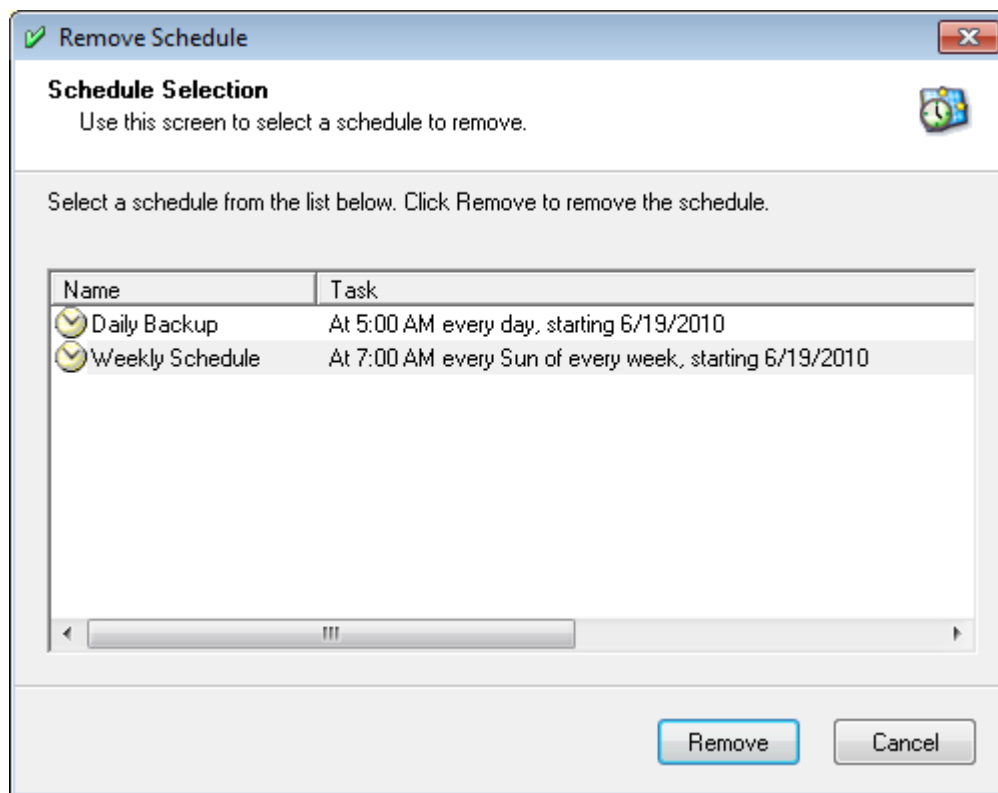 Remove Schedule
Schedule Selection
Use this screen to select a schedule to remove.
Select a schedule from the list below. Click Remove to remove the schedule.
Name Task
Daily Backup At 5:00 AM every day, starting 6/19/2010
Weekly Schedule At 7:00 AM every Sun of every week, starting 6/19/2010
Remove Cancel